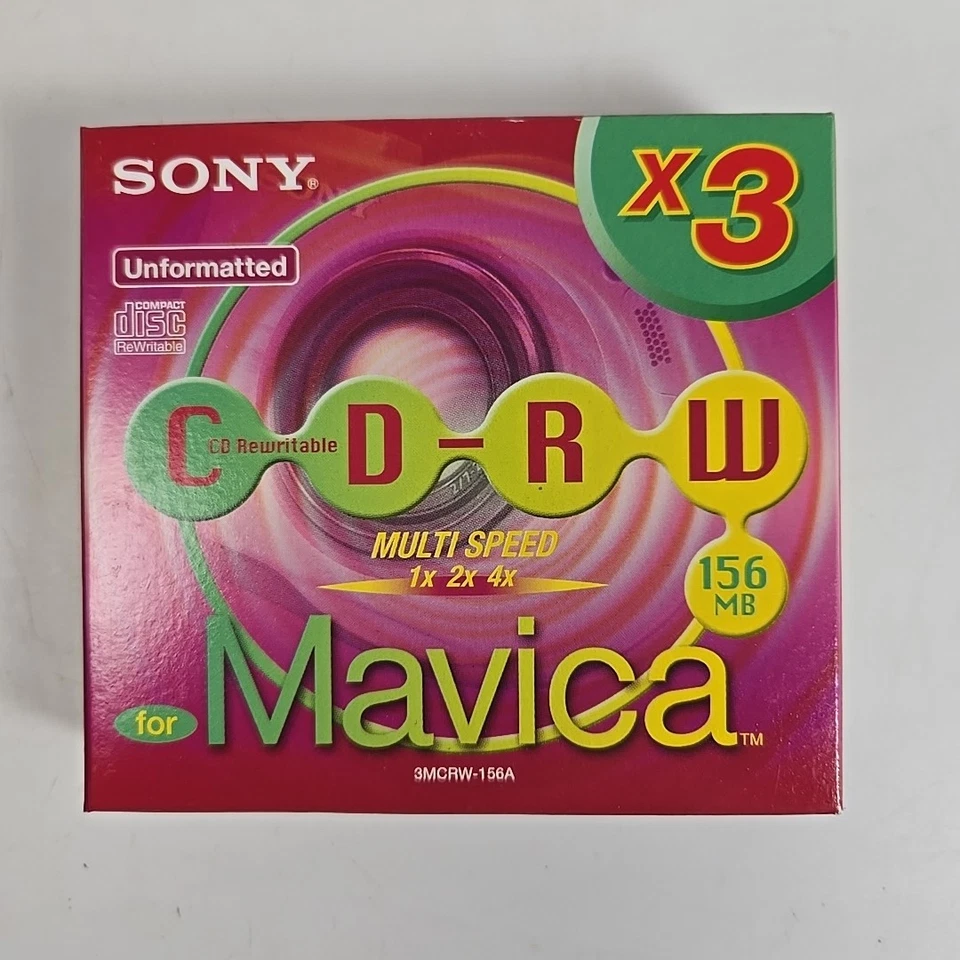 SONY®
x3
Unformatted
COMPACT
disc
ReWritable
CD-RW
CD Rewritable
MULTI SPEED
1x 2x 4x
156
MB
for Mavica™
3MCRW-156A